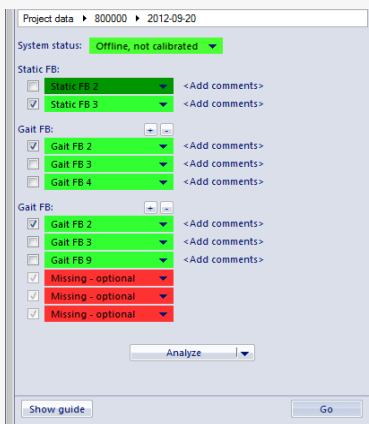 Project data ▸ 800000 ▸ 2012-09-20
System status: Offline, not calibrated
Static FB:
Static FB 2 <Add comments>
Static FB 3 <Add comments>
Gait FB: + -
Gait FB 2 <Add comments>
Gait FB 3 <Add comments>
Gait FB 4 <Add comments>
Gait FB: + -
Gait FB 2 <Add comments>
Gait FB 3 <Add comments>
Gait FB 9 <Add comments>
Missing - optional
Missing - optional
Missing - optional
Analyze
Show guide Go